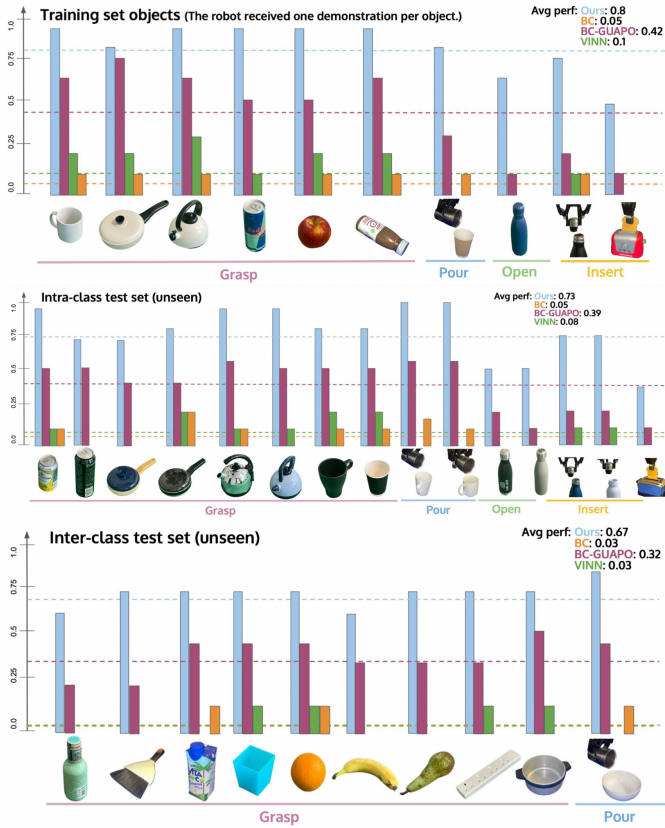 Training set objects (The robot received one demonstration per object.)
Avg perf: Ours: 0.8
BC: 0.05
BC-GUAPO: 0.42
VINN: 0.1
1.0
0.75
0.5
0.25
0.0
Grasp
Pour
Open
Insert
Intra-class test set (unseen)
Avg perf: Ours: 0.73
BC: 0.05
BC-GUAPO: 0.39
VINN: 0.08
1.0
0.75
0.5
0.25
0.0
Grasp
Pour
Open
Insert
Inter-class test set (unseen)
Avg perf: Ours: 0.67
BC: 0.03
BC-GUAPO: 0.32
VINN: 0.03
1.0
0.75
0.5
0.25
0.0
Grasp
Pour